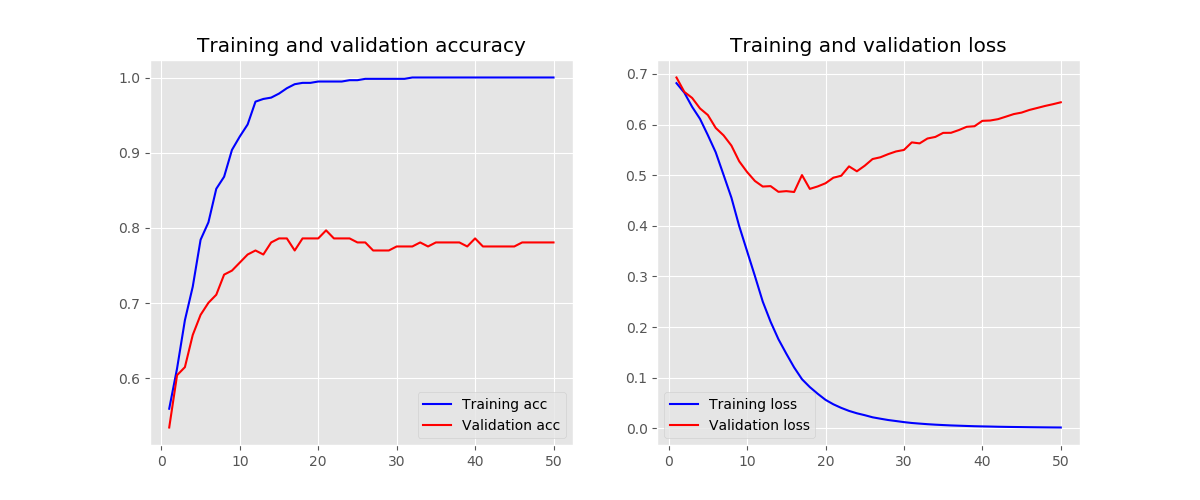 Training and validation accuracy
1.0
0.9
0.8
0.7
0.6
0 10 20 30 40 50
Training acc
Validation acc
Training and validation loss
0.7
0.6
0.5
0.4
0.3
0.2
0.1
0.0
0 10 20 30 40 50
Training loss
Validation loss